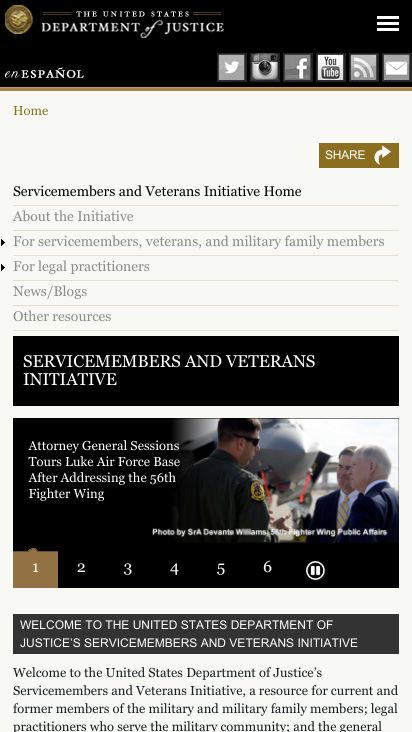 THE UNITED STATES
DEPARTMENT of JUSTICE
en ESPAÑOL
You
Tube
Home
SHARE
Servicemembers and Veterans Initiative Home
About the Initiative
For servicemembers, veterans, and military family members
For legal practitioners
News/Blogs
Other resources
SERVICEMEMBERS AND VETERANS
INITIATIVE
Attorney General Sessions
Tours Luke Air Force Base
After Addressing the 56th
Fighter Wing
Photo by SrA Devante Williams, 56th Fighter Wing Public Affairs
1 2 3 4 5 6
WELCOME TO THE UNITED STATES DEPARTMENT OF
JUSTICE'S SERVICEMEMBERS AND VETERANS INITIATIVE
Welcome to the United States Department of Justice's
Servicemembers and Veterans Initiative, a resource for current and
former members of the military and military family members; legal
practitioners who serve the military community; and the general